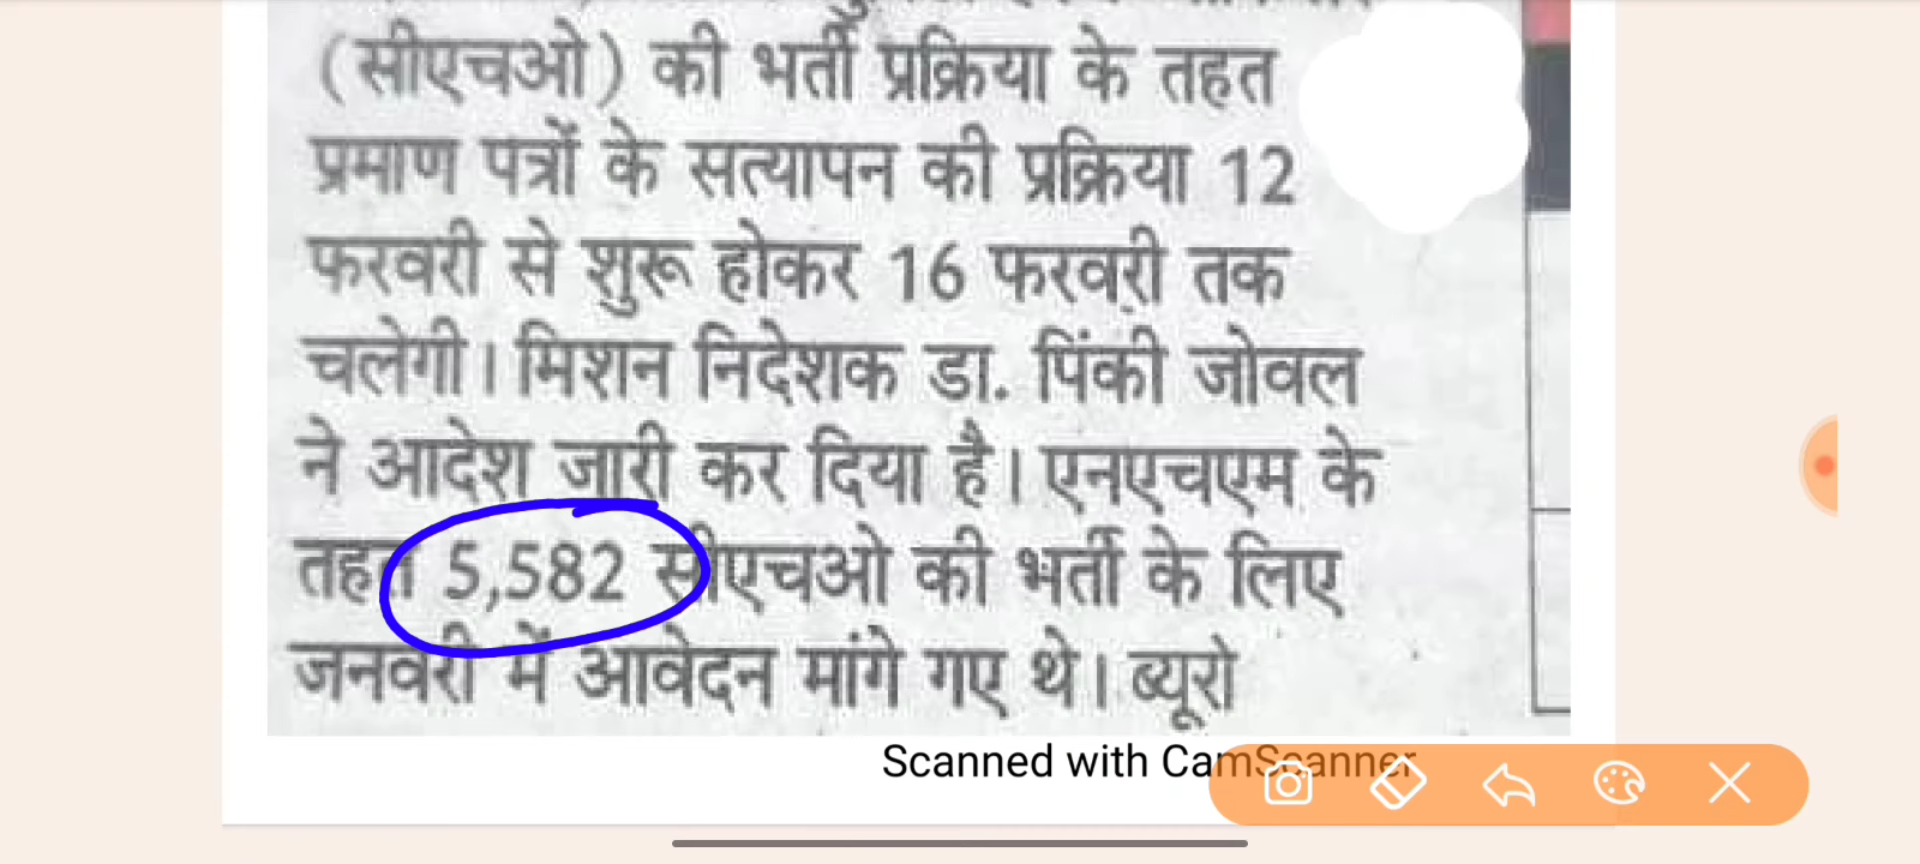 (सीएचओ) की भर्ती प्रक्रिया के तहत
प्रमाण पत्रों के सत्यापन की प्रक्रिया 12
फरवरी से शुरू होकर 16 फरवरी तक
चलेगी। मिशन निदेशक डा. पिंकी जोवल
ने आदेश जारी कर दिया है। एनएचएम के
तहत 5,582 सीएचओ की भर्ती के लिए
जनवरी में आवेदन मांगे गए थे। ब्यूरो
Scanned with CamScanner